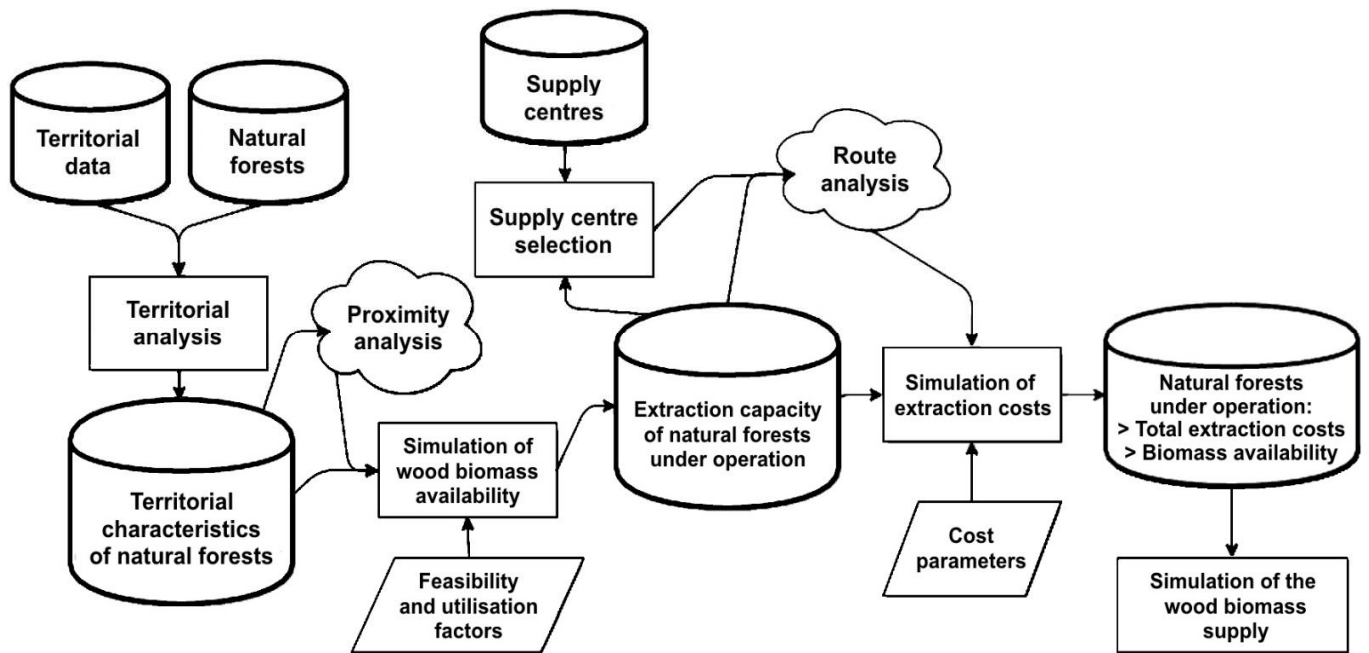 Supply
centres
Territorial
data
Natural
forests
Route
analysis
Supply centre
selection
Territorial
analysis
Proximity
analysis
Simulation of
extraction costs
Natural forests
under operation:
> Total extraction costs
> Biomass availability
Extraction capacity
of natural forests
under operation
Simulation of
wood biomass
availability
Territorial
characteristics
of natural forests
Cost
parameters
Feasibility
and utilisation
factors
Simulation of the
wood biomass
supply